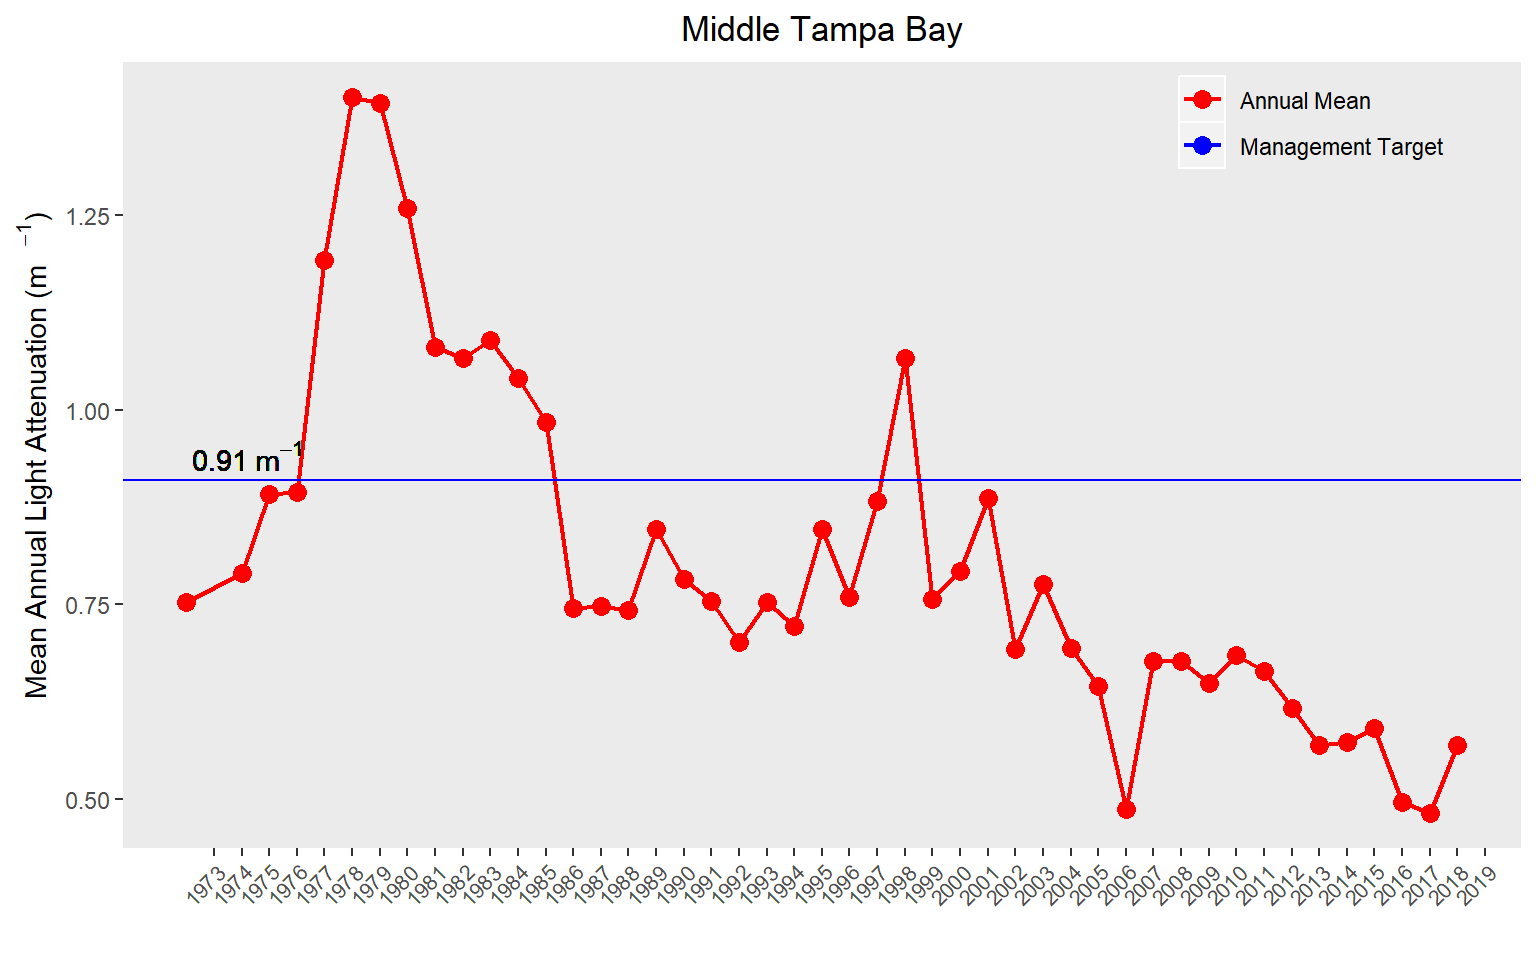 Middle Tampa Bay
Annual Mean
Management Target
Mean Annual Light Attenuation (m ⁻¹)
1.25
1.00
0.75
0.50
0.91 m⁻¹
1973 1974 1975 1976 1977 1978 1979 1980 1981 1982 1983 1984 1985 1986 1987 1988 1989 1990 1991 1992 1993 1994 1995 1996 1997 1998 1999 2000 2001 2002 2003 2004 2005 2006 2007 2008 2009 2010 2011 2012 2013 2014 2015 2016 2017 2018 2019